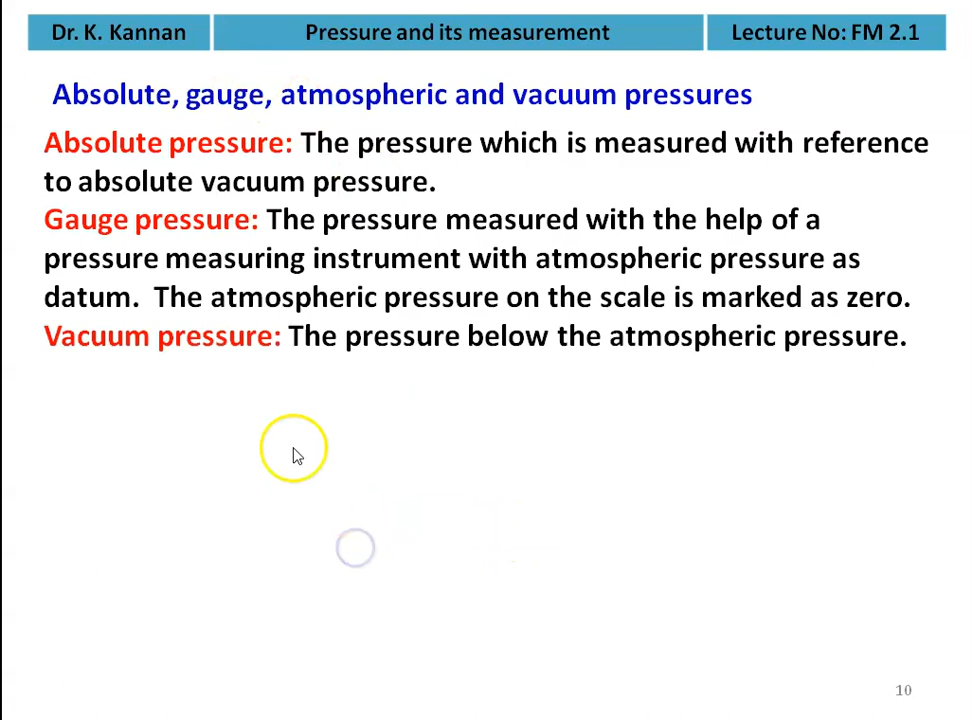 Dr. K. Kannan
Pressure and its measurement
Lecture No: FM 2.1
Absolute, gauge, atmospheric and vacuum pressures
Absolute pressure: The pressure which is measured with reference
to absolute vacuum pressure.
Gauge pressure: The pressure measured with the help of a
pressure measuring instrument with atmospheric pressure as
datum. The atmospheric pressure on the scale is marked as zero.
Vacuum pressure: The pressure below the atmospheric pressure.
10